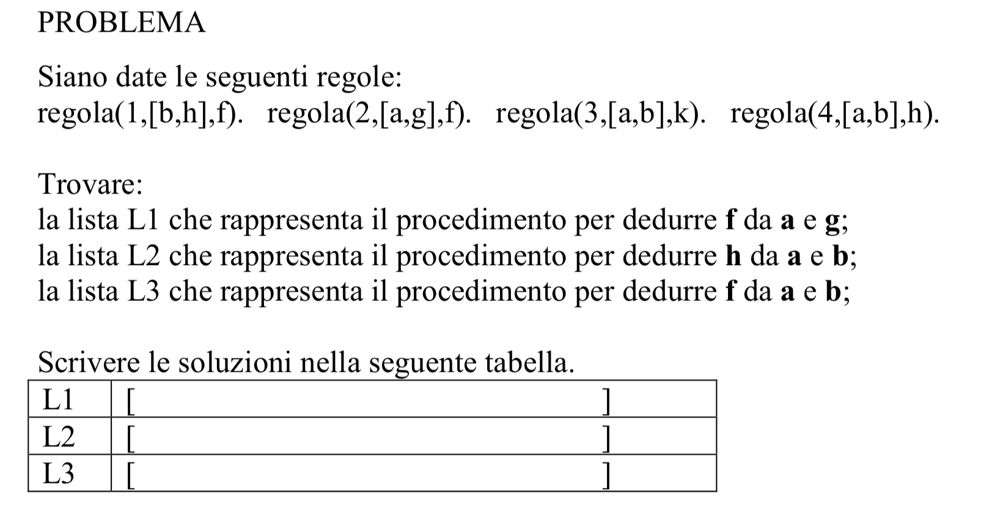 PROBLEMA
Siano date le seguenti regole:
regola(1,[b,h],f). regola(2,[a,g],f). regola(3,[a,b],k). regola(4,[a,b],h).
Trovare:
la lista L1 che rappresenta il procedimento per dedurre f da a e g;
la lista L2 che rappresenta il procedimento per dedurre h da a e b;
la lista L3 che rappresenta il procedimento per dedurre f da a e b;
Scrivere le soluzioni nella seguente tabella.
L1 [ ]
L2 [ ]
L3 [ ]